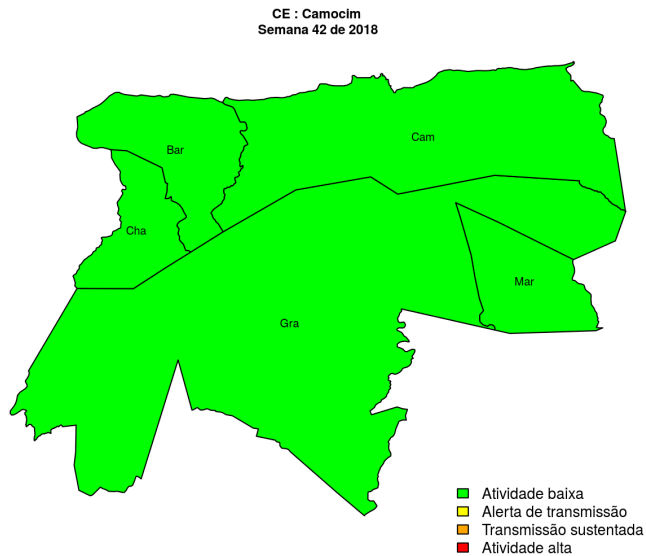 CE : Camocim
Semana 42 de 2018
Bar
Cam
Cha
Mar
Gra
Atividade baixa
Alerta de transmissão
Transmissão sustentada
Atividade alta